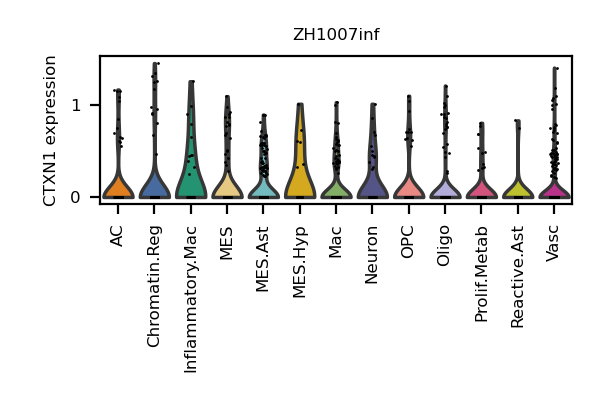 ZH1007inf
CTXN1 expression
1
0
AC
Chromatin.Reg
Inflammatory.Mac
MES
MES.Ast
MES.Hyp
Mac
Neuron
OPC
Oligo
Prolif.Metab
Reactive.Ast
Vasc